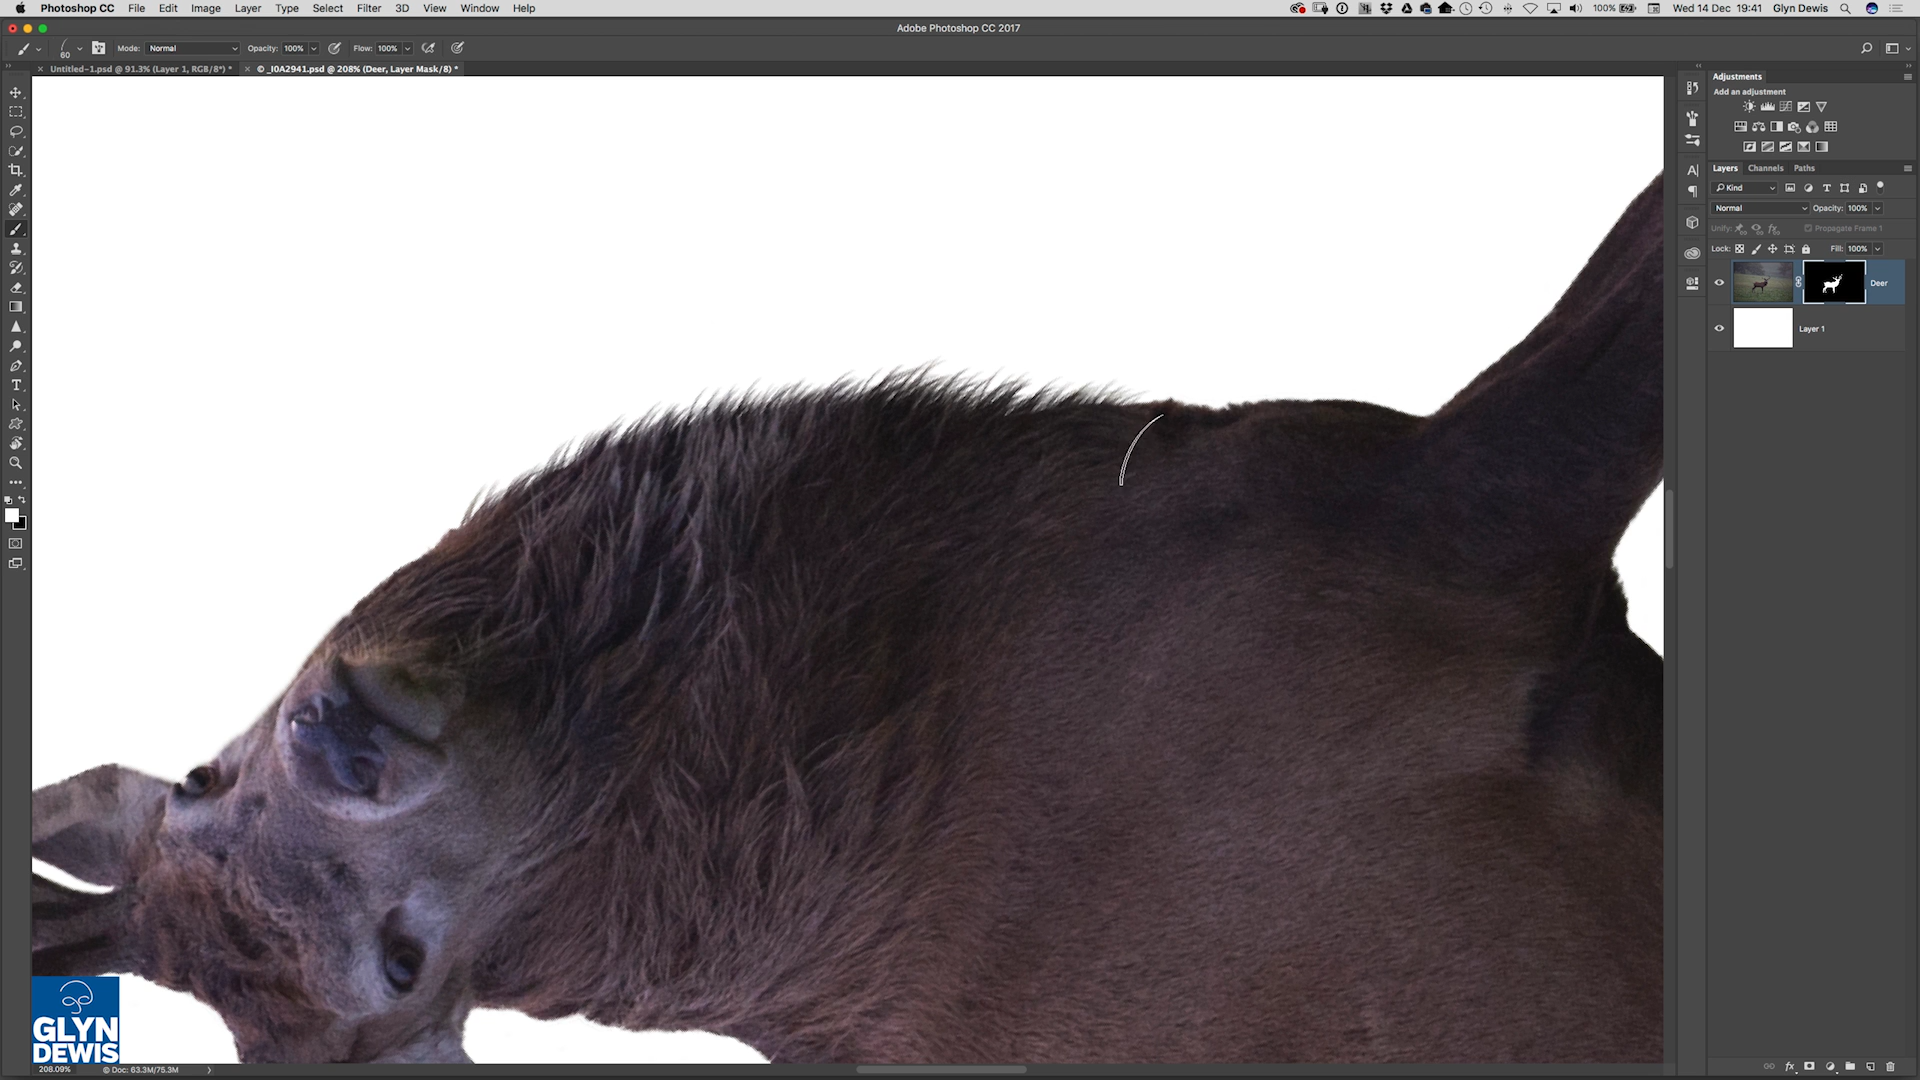 Photoshop CC File Edit Image Layer Type Select Filter 3D View Window Help 100% Wed 14 Dec 19:41 Glyn Dewis
Adobe Photoshop CC 2017
60 Mode: Normal Opacity: 100% Flow: 100%
Untitled-1.psd @ 91.3% (Layer 1, RGB/8*) * © _I0A2941.psd @ 208% (Deer, Layer Mask/8) *
Adjustments
Add an adjustment
Layers Channels Paths
Kind
Normal Opacity: 100%
Unify: Propagate Frame 1
Lock: Fill: 100%
Deer
Layer 1
GLYN
DEWIS
208.09% Doc: 63.3M/75.3M